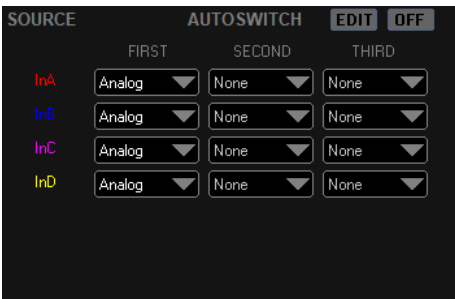 SOURCE AUTOSWITCH EDIT OFF
FIRST SECOND THIRD
InA Analog None None
InB Analog None None
InC Analog None None
InD Analog None None